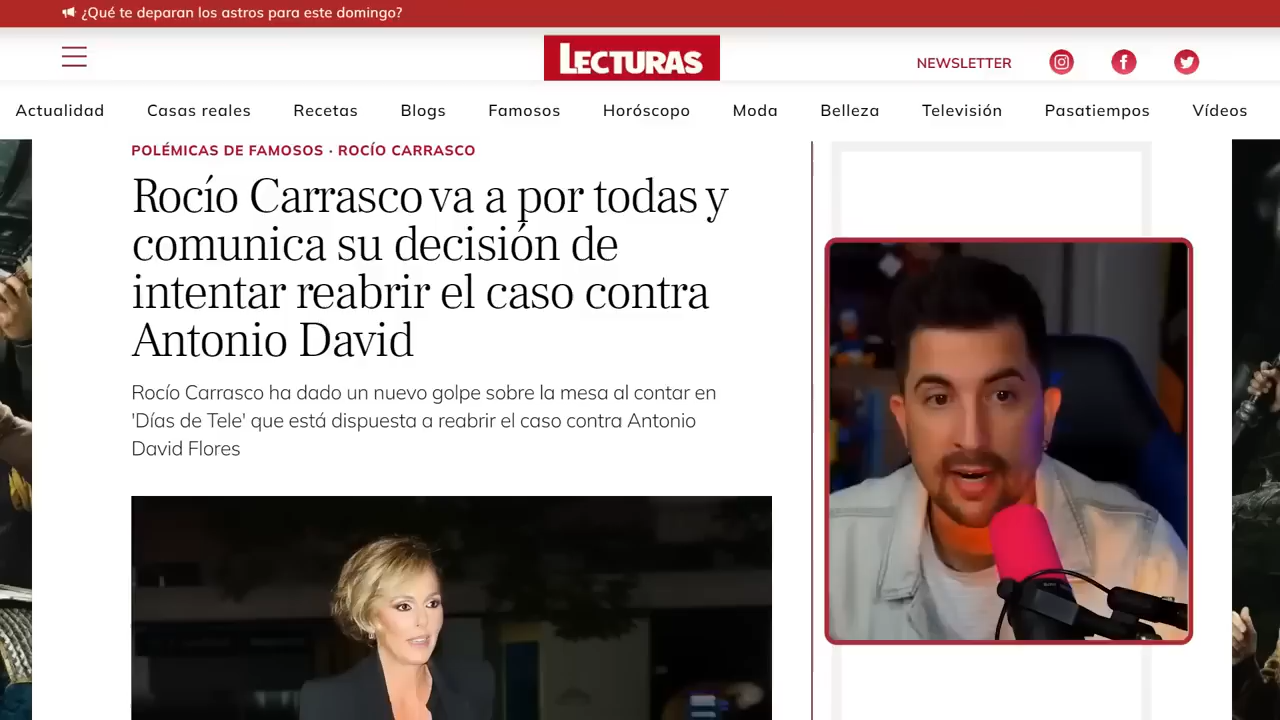 ¿Qué te deparan los astros para este domingo?
LECTURAS
NEWSLETTER
Actualidad Casas reales Recetas Blogs Famosos Horóscopo Moda Belleza Televisión Pasatiempos Vídeos
POLÉMICAS DE FAMOSOS · ROCÍO CARRASCO
Rocío Carrasco va a por todas y
comunica su decisión de
intentar reabrir el caso contra
Antonio David
Rocío Carrasco ha dado un nuevo golpe sobre la mesa al contar en
'Días de Tele' que está dispuesta a reabrir el caso contra Antonio
David Flores